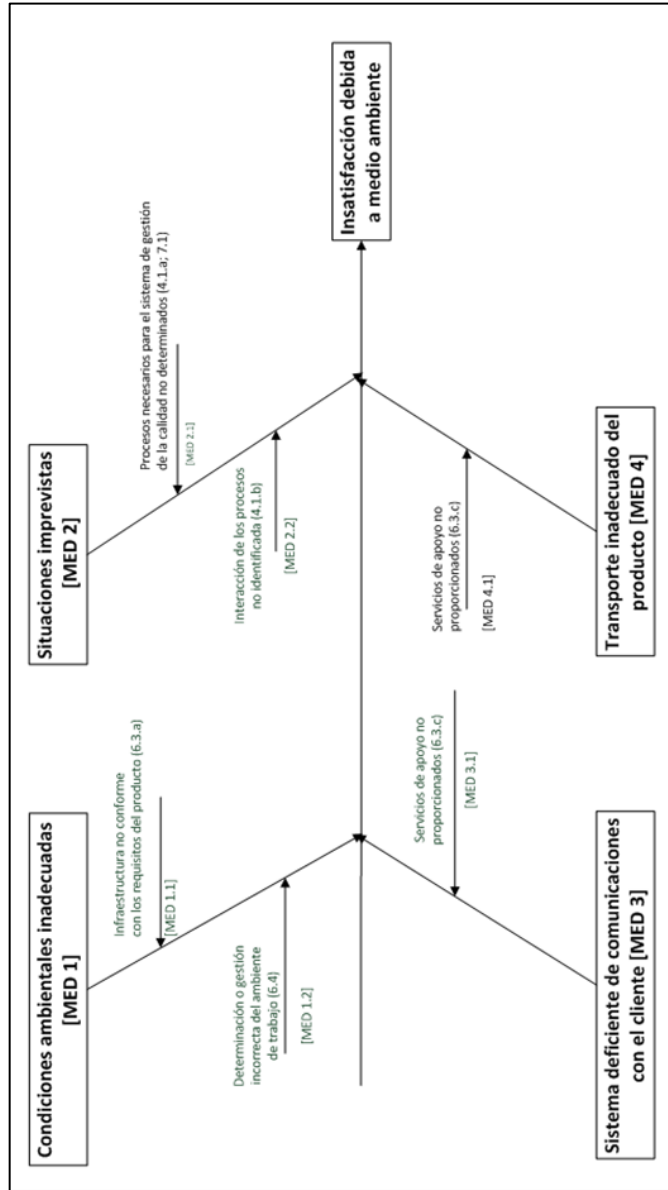 Condiciones ambientales inadecuadas
[MED 1]
Infraestructura no conforme
con los requisitos del producto (6.3.a)
[MED 1.1]
Determinación o gestión
incorrecta del ambiente
de trabajo (6.4)
[MED 1.2]
Situaciones imprevistas
[MED 2]
Procesos necesarios para el sistema de gestión
de la calidad no determinados (4.1.a; 7.1)
[MED 2.1]
Interacción de los procesos
no identificada (4.1.b)
[MED 2.2]
Insatisfacción debida
a medio ambiente
Servicios de apoyo no
proporcionados (6.3.c)
[MED 3.1]
Sistema deficiente de comunicaciones
con el cliente [MED 3]
Servicios de apoyo no
proporcionados (6.3.c)
[MED 4.1]
Transporte inadecuado del
producto [MED 4]